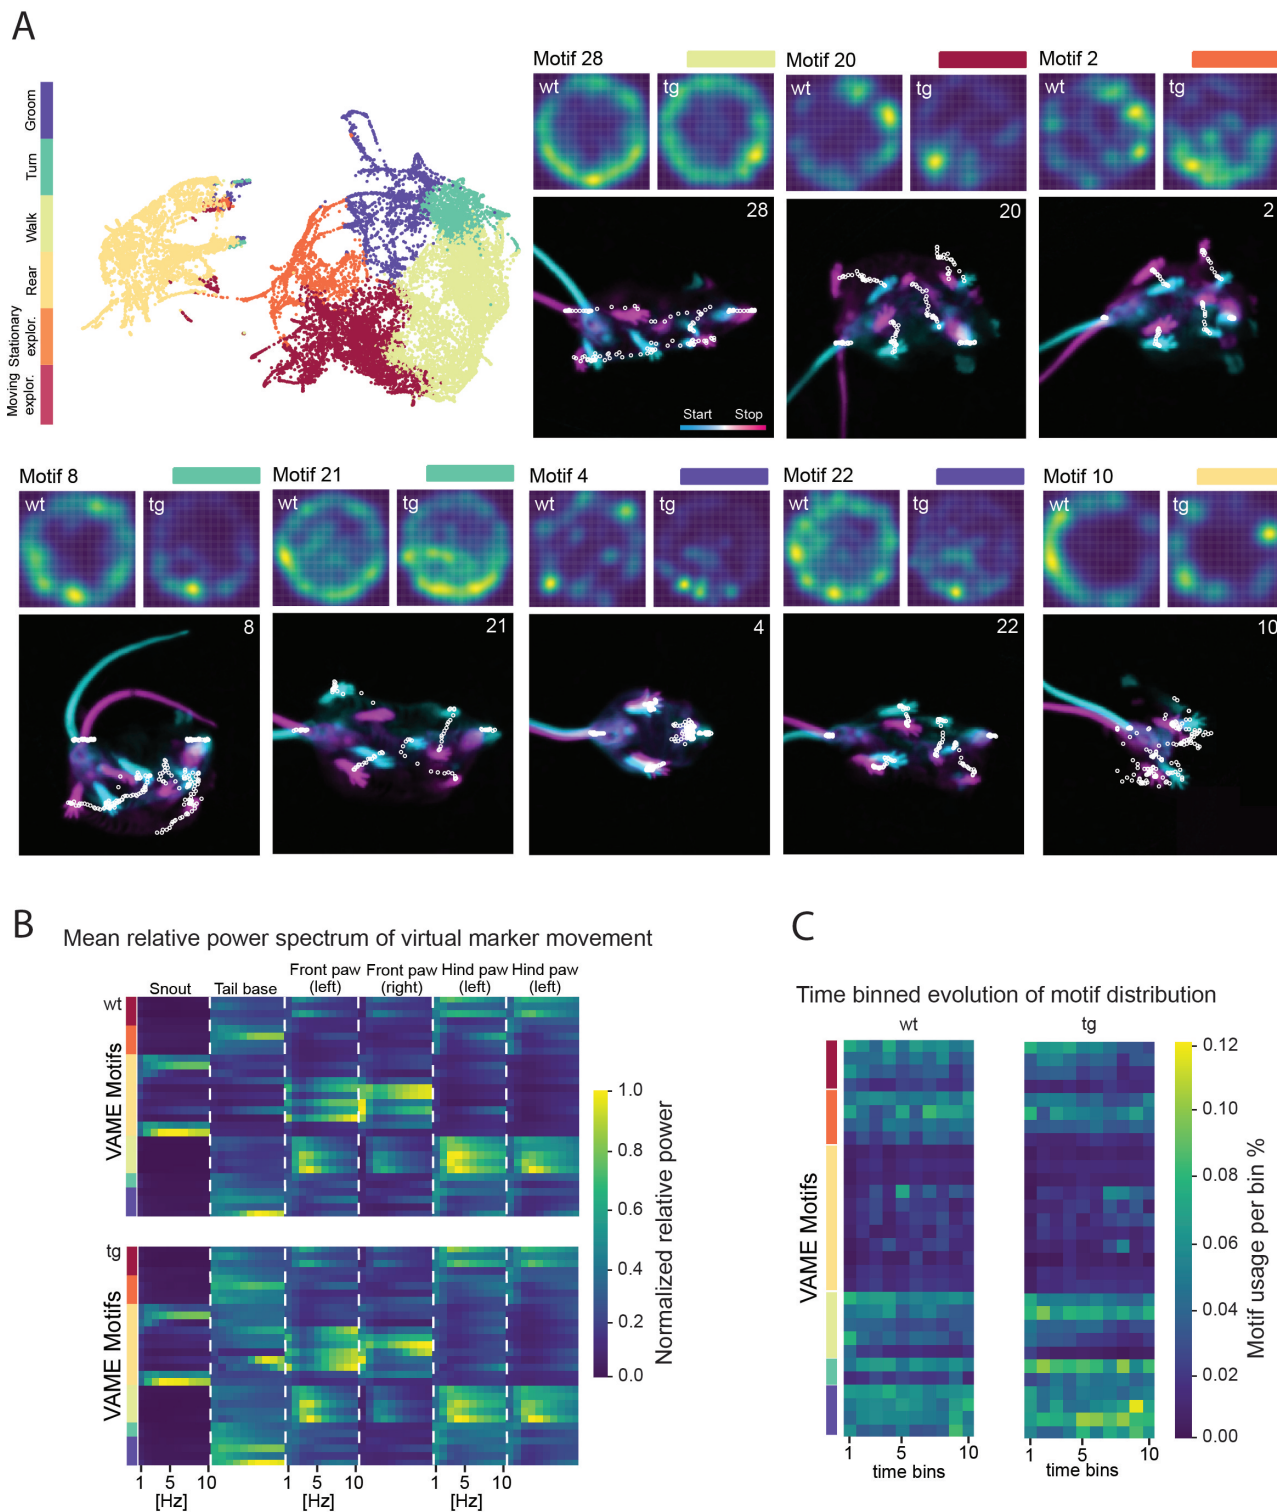 A
Groom
Turn
Walk
Rear
Stationary
explor.
Moving
explor.
Motif 28
wt
tg
28
Start
Stop
Motif 20
wt
tg
20
Motif 2
wt
tg
2
Motif 8
wt
tg
8
Motif 21
wt
tg
21
Motif 4
wt
tg
4
Motif 22
wt
tg
22
Motif 10
wt
tg
10
B
Mean relative power spectrum of virtual marker movement
Snout
Tail base
Front paw
(left)
Front paw
(right)
Hind paw
(left)
Hind paw
(left)
wt
VAME Motifs
tg
VAME Motifs
1 5 10
[Hz]
1 5 10
[Hz]
1 5 10
[Hz]
1.0
0.8
0.6
0.4
0.2
0.0
Normalized relative power
C
Time binned evolution of motif distribution
wt
tg
VAME Motifs
1 5 10
time bins
1 5 10
time bins
0.12
0.10
0.08
0.06
0.04
0.02
0.00
Motif usage per bin %